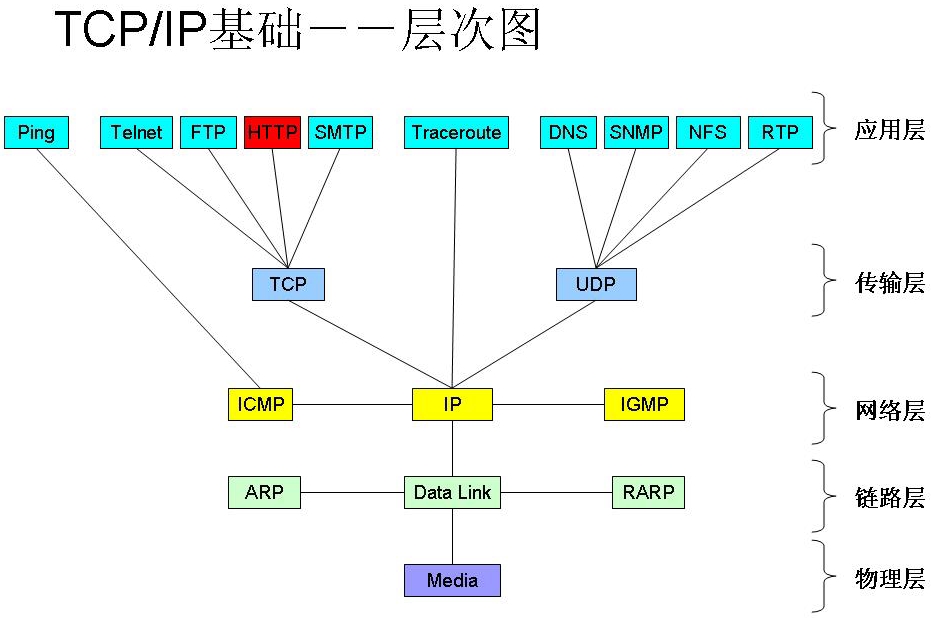 TCP/IP基础－－层次图
Ping Telnet FTP HTTP SMTP Traceroute DNS SNMP NFS RTP 应用层
TCP UDP 传输层
ICMP IP IGMP 网络层
ARP Data Link RARP 链路层
Media 物理层